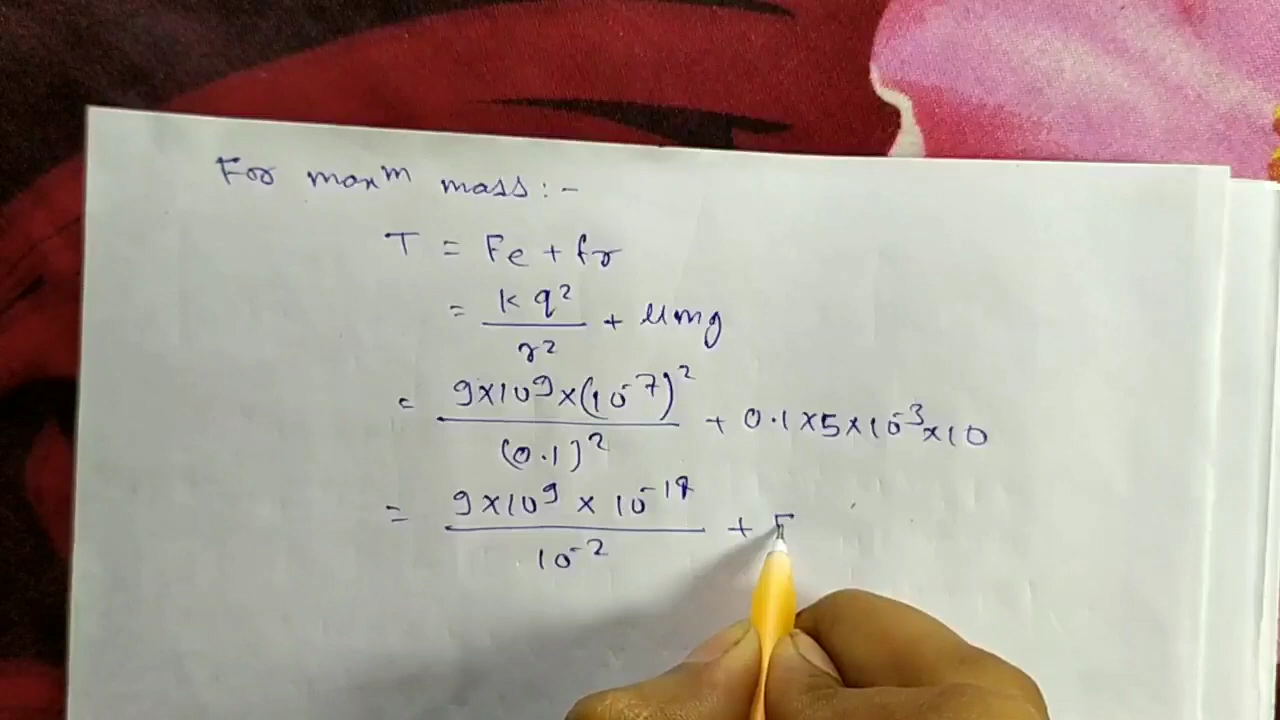 For maxᵐ mass:-
T = Fe + fr
= kq²/r² + μmg
= 9×10⁹×(10⁻⁷)²/(0.1)² + 0.1×5×10⁻³×10
= 9×10⁹×10⁻¹⁴/10⁻² + 5